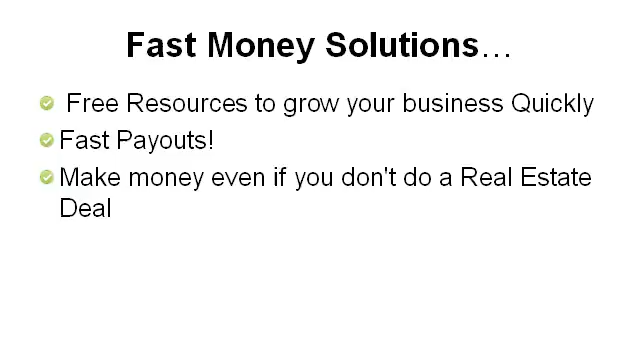 Fast Money Solutions…
Free Resources to grow your business Quickly
Fast Payouts!
Make money even if you don't do a Real Estate
Deal